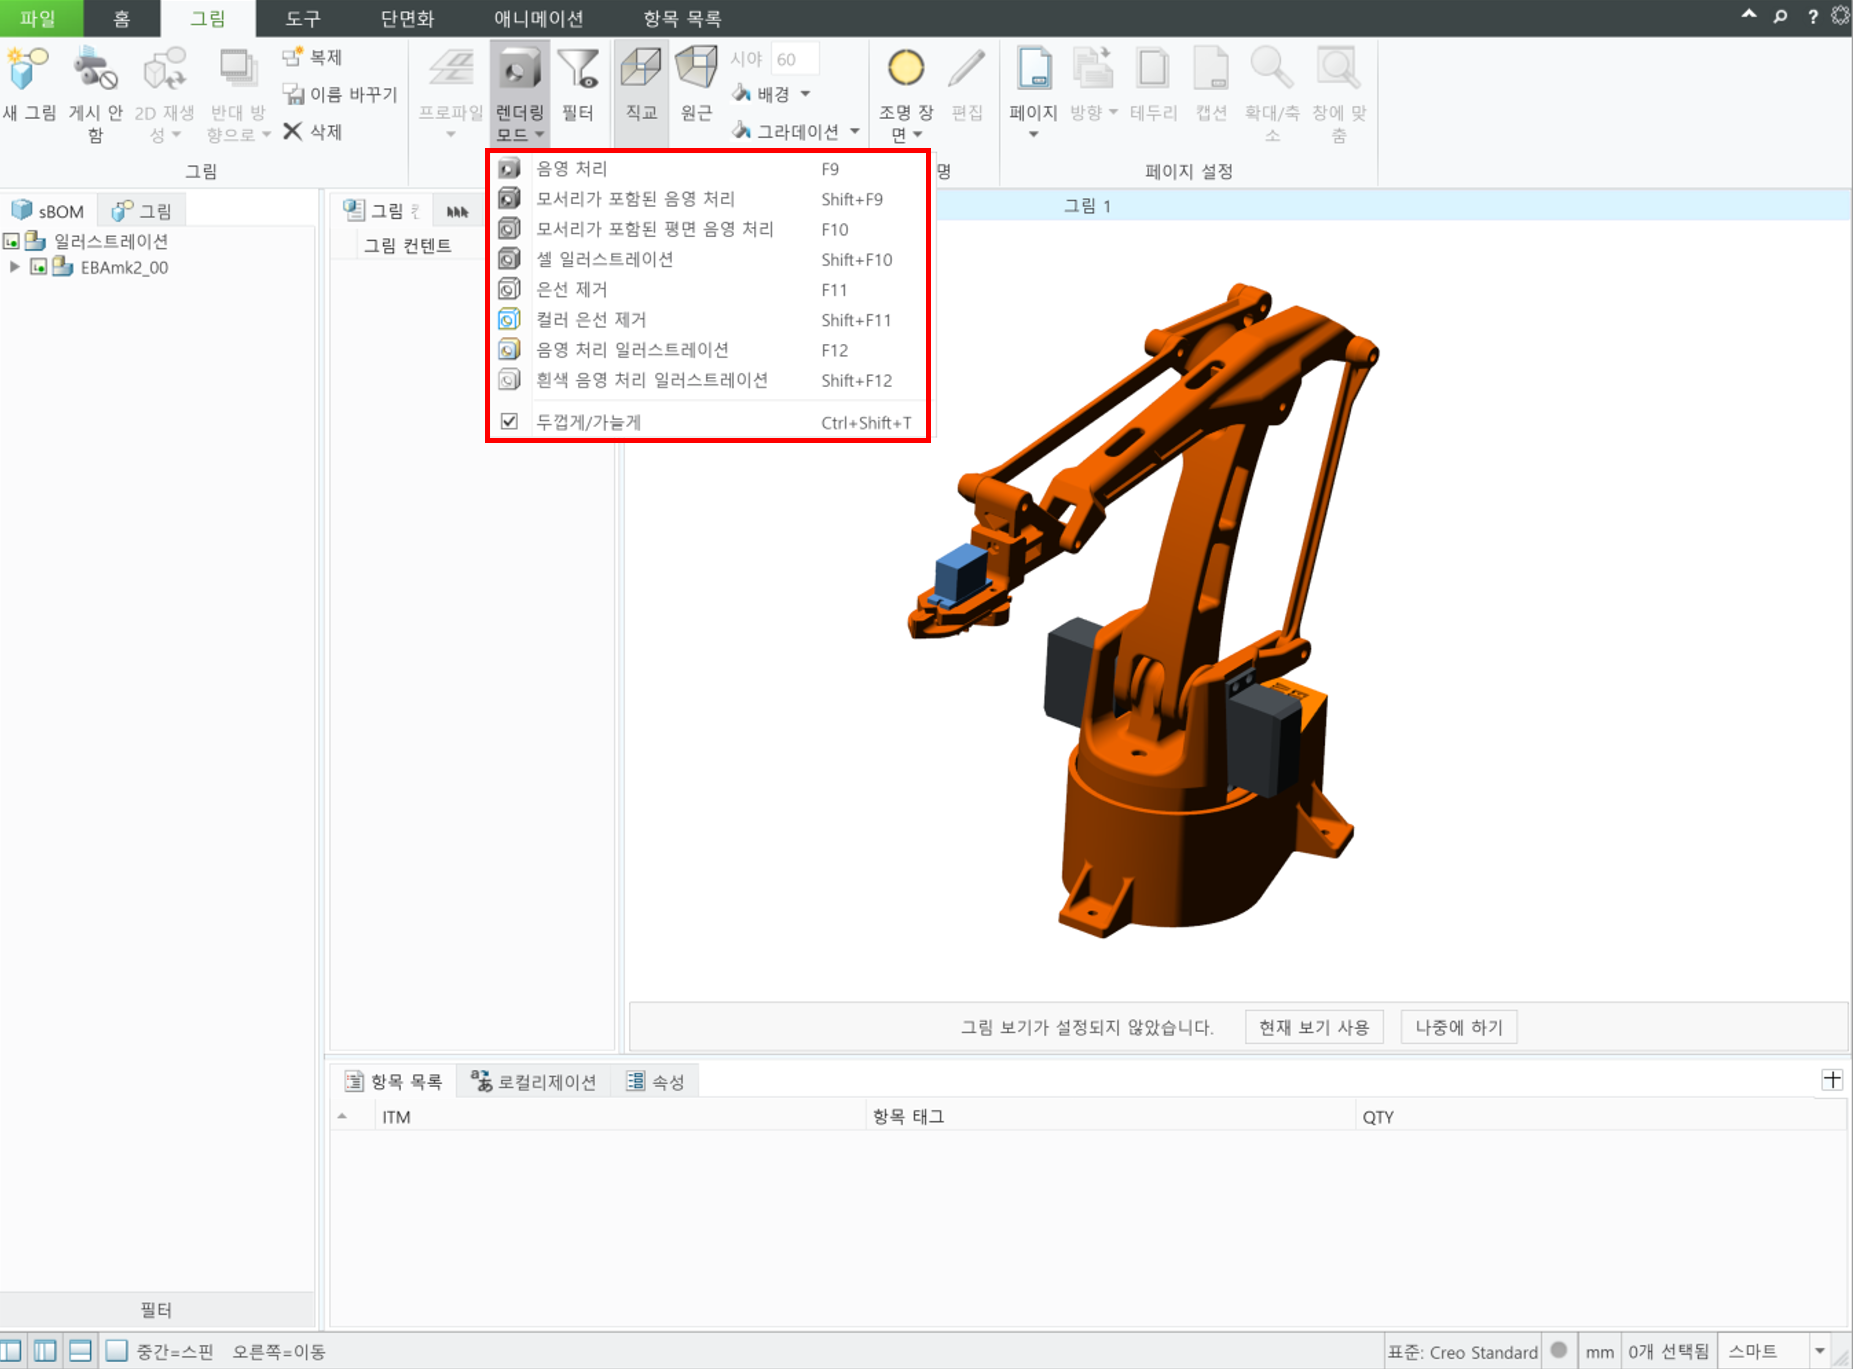 파일 홈 그림 도구 단면화 애니메이션 항목 목록
새 그림
게시 안함
2D 재생성
반대 방향으로
복제
이름 바꾸기
삭제
그림
프로파일
렌더링 모드
필터
직교
원근
시야 60
배경
그라데이션
조명 장면
편집
명
페이지
방향
테두리
캡션
확대/축소
창에 맞춤
페이지 설정
음영 처리 F9
모서리가 포함된 음영 처리 Shift+F9
모서리가 포함된 평면 음영 처리 F10
셀 일러스트레이션 Shift+F10
은선 제거 F11
컬러 은선 제거 Shift+F11
음영 처리 일러스트레이션 F12
흰색 음영 처리 일러스트레이션 Shift+F12
두껍게/가늘게 Ctrl+Shift+T
sBOM 그림
일러스트레이션
EBAmk2_00
필터
그림
그림 컨텐트
그림 1
그림 보기가 설정되지 않았습니다. 현재 보기 사용 나중에 하기
항목 목록 로컬리제이션 속성
ITM 항목 태그 QTY
중간=스핀 오른쪽=이동
표준: Creo Standard mm 0개 선택됨 스마트